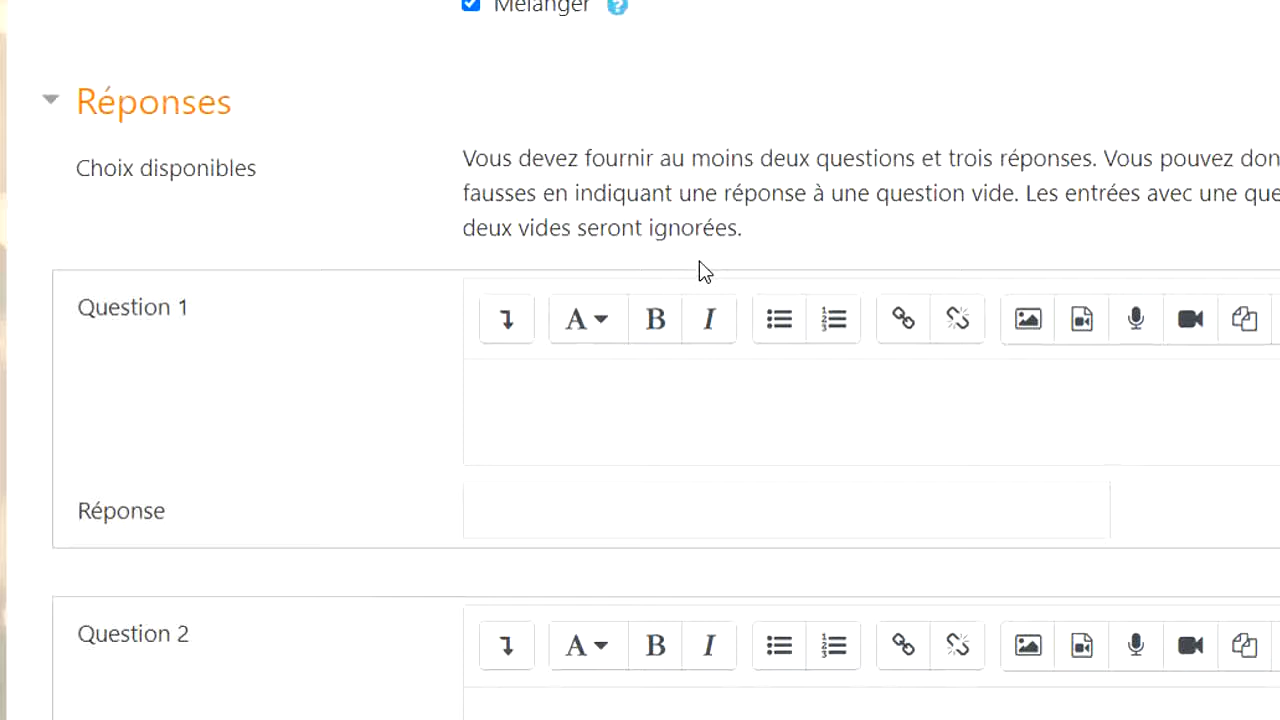 Mélanger
Réponses
Choix disponibles
Vous devez fournir au moins deux questions et trois réponses. Vous pouvez don
fausses en indiquant une réponse à une question vide. Les entrées avec une que
deux vides seront ignorées.
Question 1
A B I
Réponse
Question 2
A B I